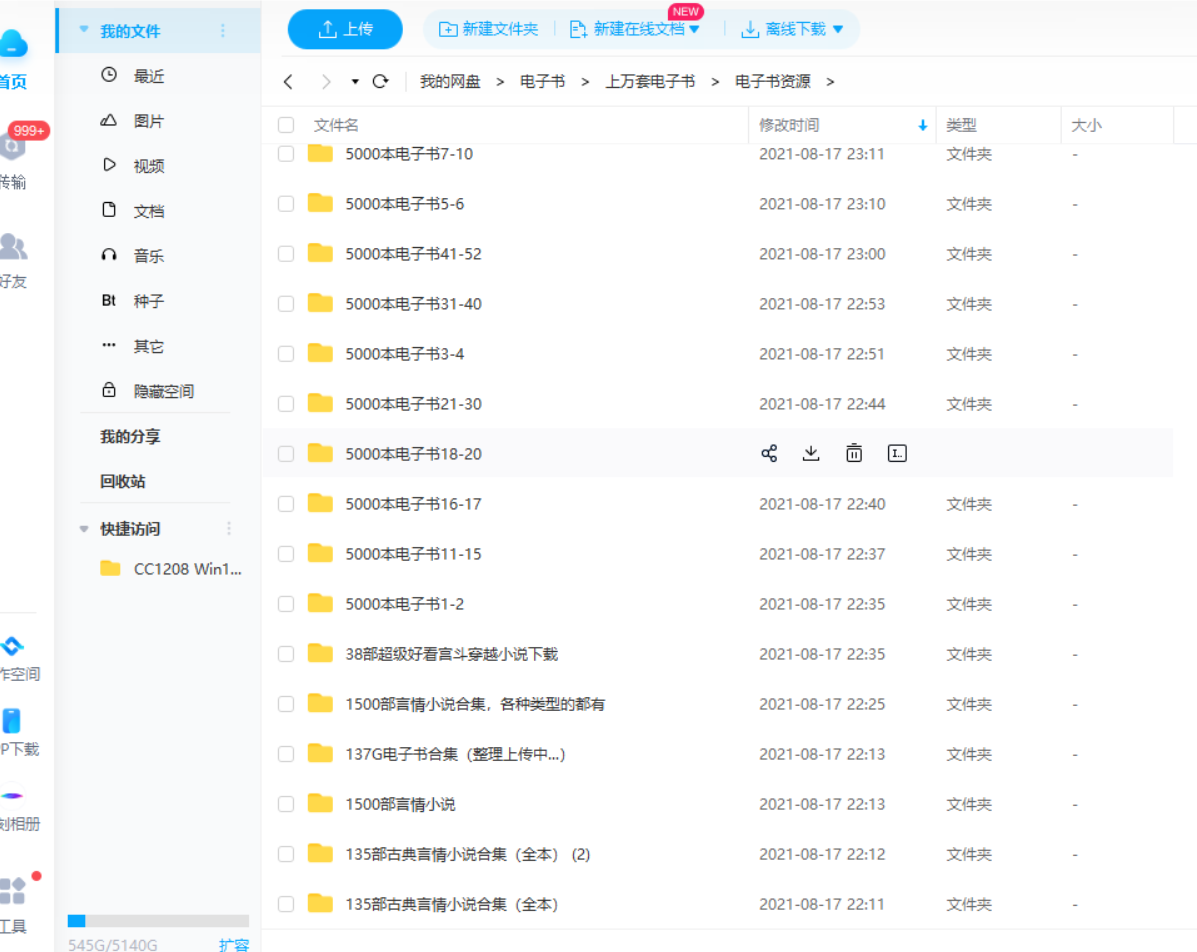 首页
999+
传输
好友
作空间
P下载
刻相册
工具
我的文件
最近
图片
视频
文档
音乐
Bt 种子
其它
隐藏空间
我的分享
回收站
快捷访问
CC1208 Win1...
545G/5140G 扩容
上传 新建文件夹 新建在线文档 NEW 离线下载
我的网盘 > 电子书 > 上万套电子书 > 电子书资源 >
文件名 修改时间 类型 大小
5000本电子书7-10 2021-08-17 23:11 文件夹 -
5000本电子书5-6 2021-08-17 23:10 文件夹 -
5000本电子书41-52 2021-08-17 23:00 文件夹 -
5000本电子书31-40 2021-08-17 22:53 文件夹 -
5000本电子书3-4 2021-08-17 22:51 文件夹 -
5000本电子书21-30 2021-08-17 22:44 文件夹 -
5000本电子书18-20
5000本电子书16-17 2021-08-17 22:40 文件夹 -
5000本电子书11-15 2021-08-17 22:37 文件夹 -
5000本电子书1-2 2021-08-17 22:35 文件夹 -
38部超级好看宫斗穿越小说下载 2021-08-17 22:35 文件夹 -
1500部言情小说合集，各种类型的都有 2021-08-17 22:25 文件夹 -
137G电子书合集（整理上传中...） 2021-08-17 22:13 文件夹 -
1500部言情小说 2021-08-17 22:13 文件夹 -
135部古典言情小说合集（全本） (2) 2021-08-17 22:12 文件夹 -
135部古典言情小说合集（全本） 2021-08-17 22:11 文件夹 -